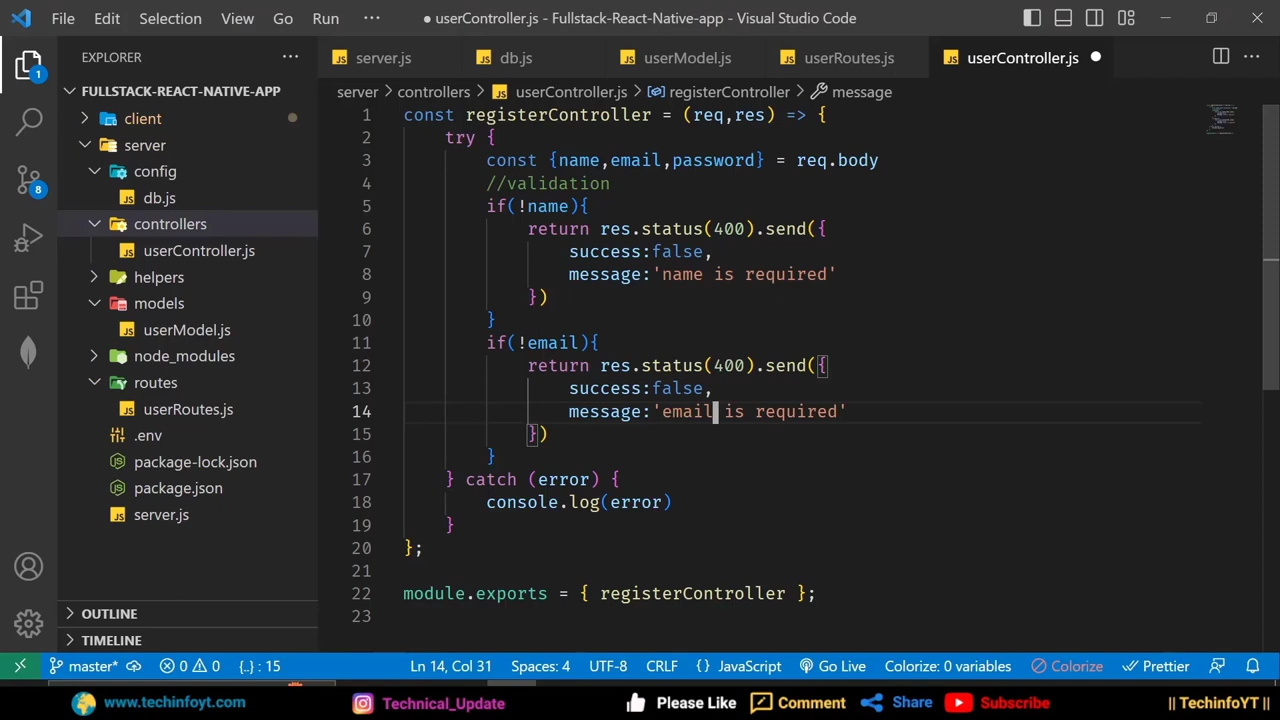 File Edit Selection View Go Run ··· ● userController.js - Fullstack-React-Native-app - Visual Studio Code
EXPLORER ···
server.js db.js userModel.js userRoutes.js userController.js ● ···
FULLSTACK-REACT-NATIVE-APP
client
server
config
db.js
controllers
userController.js
helpers
models
userModel.js
node_modules
routes
userRoutes.js
.env
package-lock.json
package.json
server.js
OUTLINE
TIMELINE
1
8
server > controllers > userController.js > registerController > message
1 const registerController = (req,res) => {
2 try {
3 const {name,email,password} = req.body
4 //validation
5 if(!name){
6 return res.status(400).send({
7 success:false,
8 message:'name is required'
9 })
10 }
11 if(!email){
12 return res.status(400).send({
13 success:false,
14 message:'email is required'
15 })
16 }
17 } catch (error) {
18 console.log(error)
19 }
20 };
21
22 module.exports = { registerController };
23
master* 0 0 {..} : 15 Ln 14, Col 31 Spaces: 4 UTF-8 CRLF {} JavaScript Go Live Colorize: 0 variables Colorize Prettier
www.techinfoyt.com Technical_Update Please Like Comment Share Subscribe || TechinfoYT ||